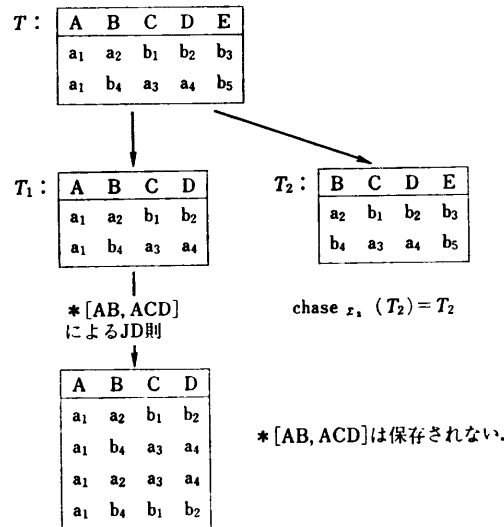 T: A B C D E
a₁ a₂ b₁ b₂ b₃
a₁ b₄ a₃ a₄ b₅
T₁: A B C D
a₁ a₂ b₁ b₂
a₁ b₄ a₃ a₄
T₂: B C D E
a₂ b₁ b₂ b₃
b₄ a₃ a₄ b₅
*[AB, ACD]
によるJD則
chase (T₂)=T₂
A B C D
a₁ a₂ b₁ b₂
a₁ b₄ a₃ a₄
a₁ a₂ a₃ a₄
a₁ b₄ b₁ b₂
*[AB, ACD]は保存されない.